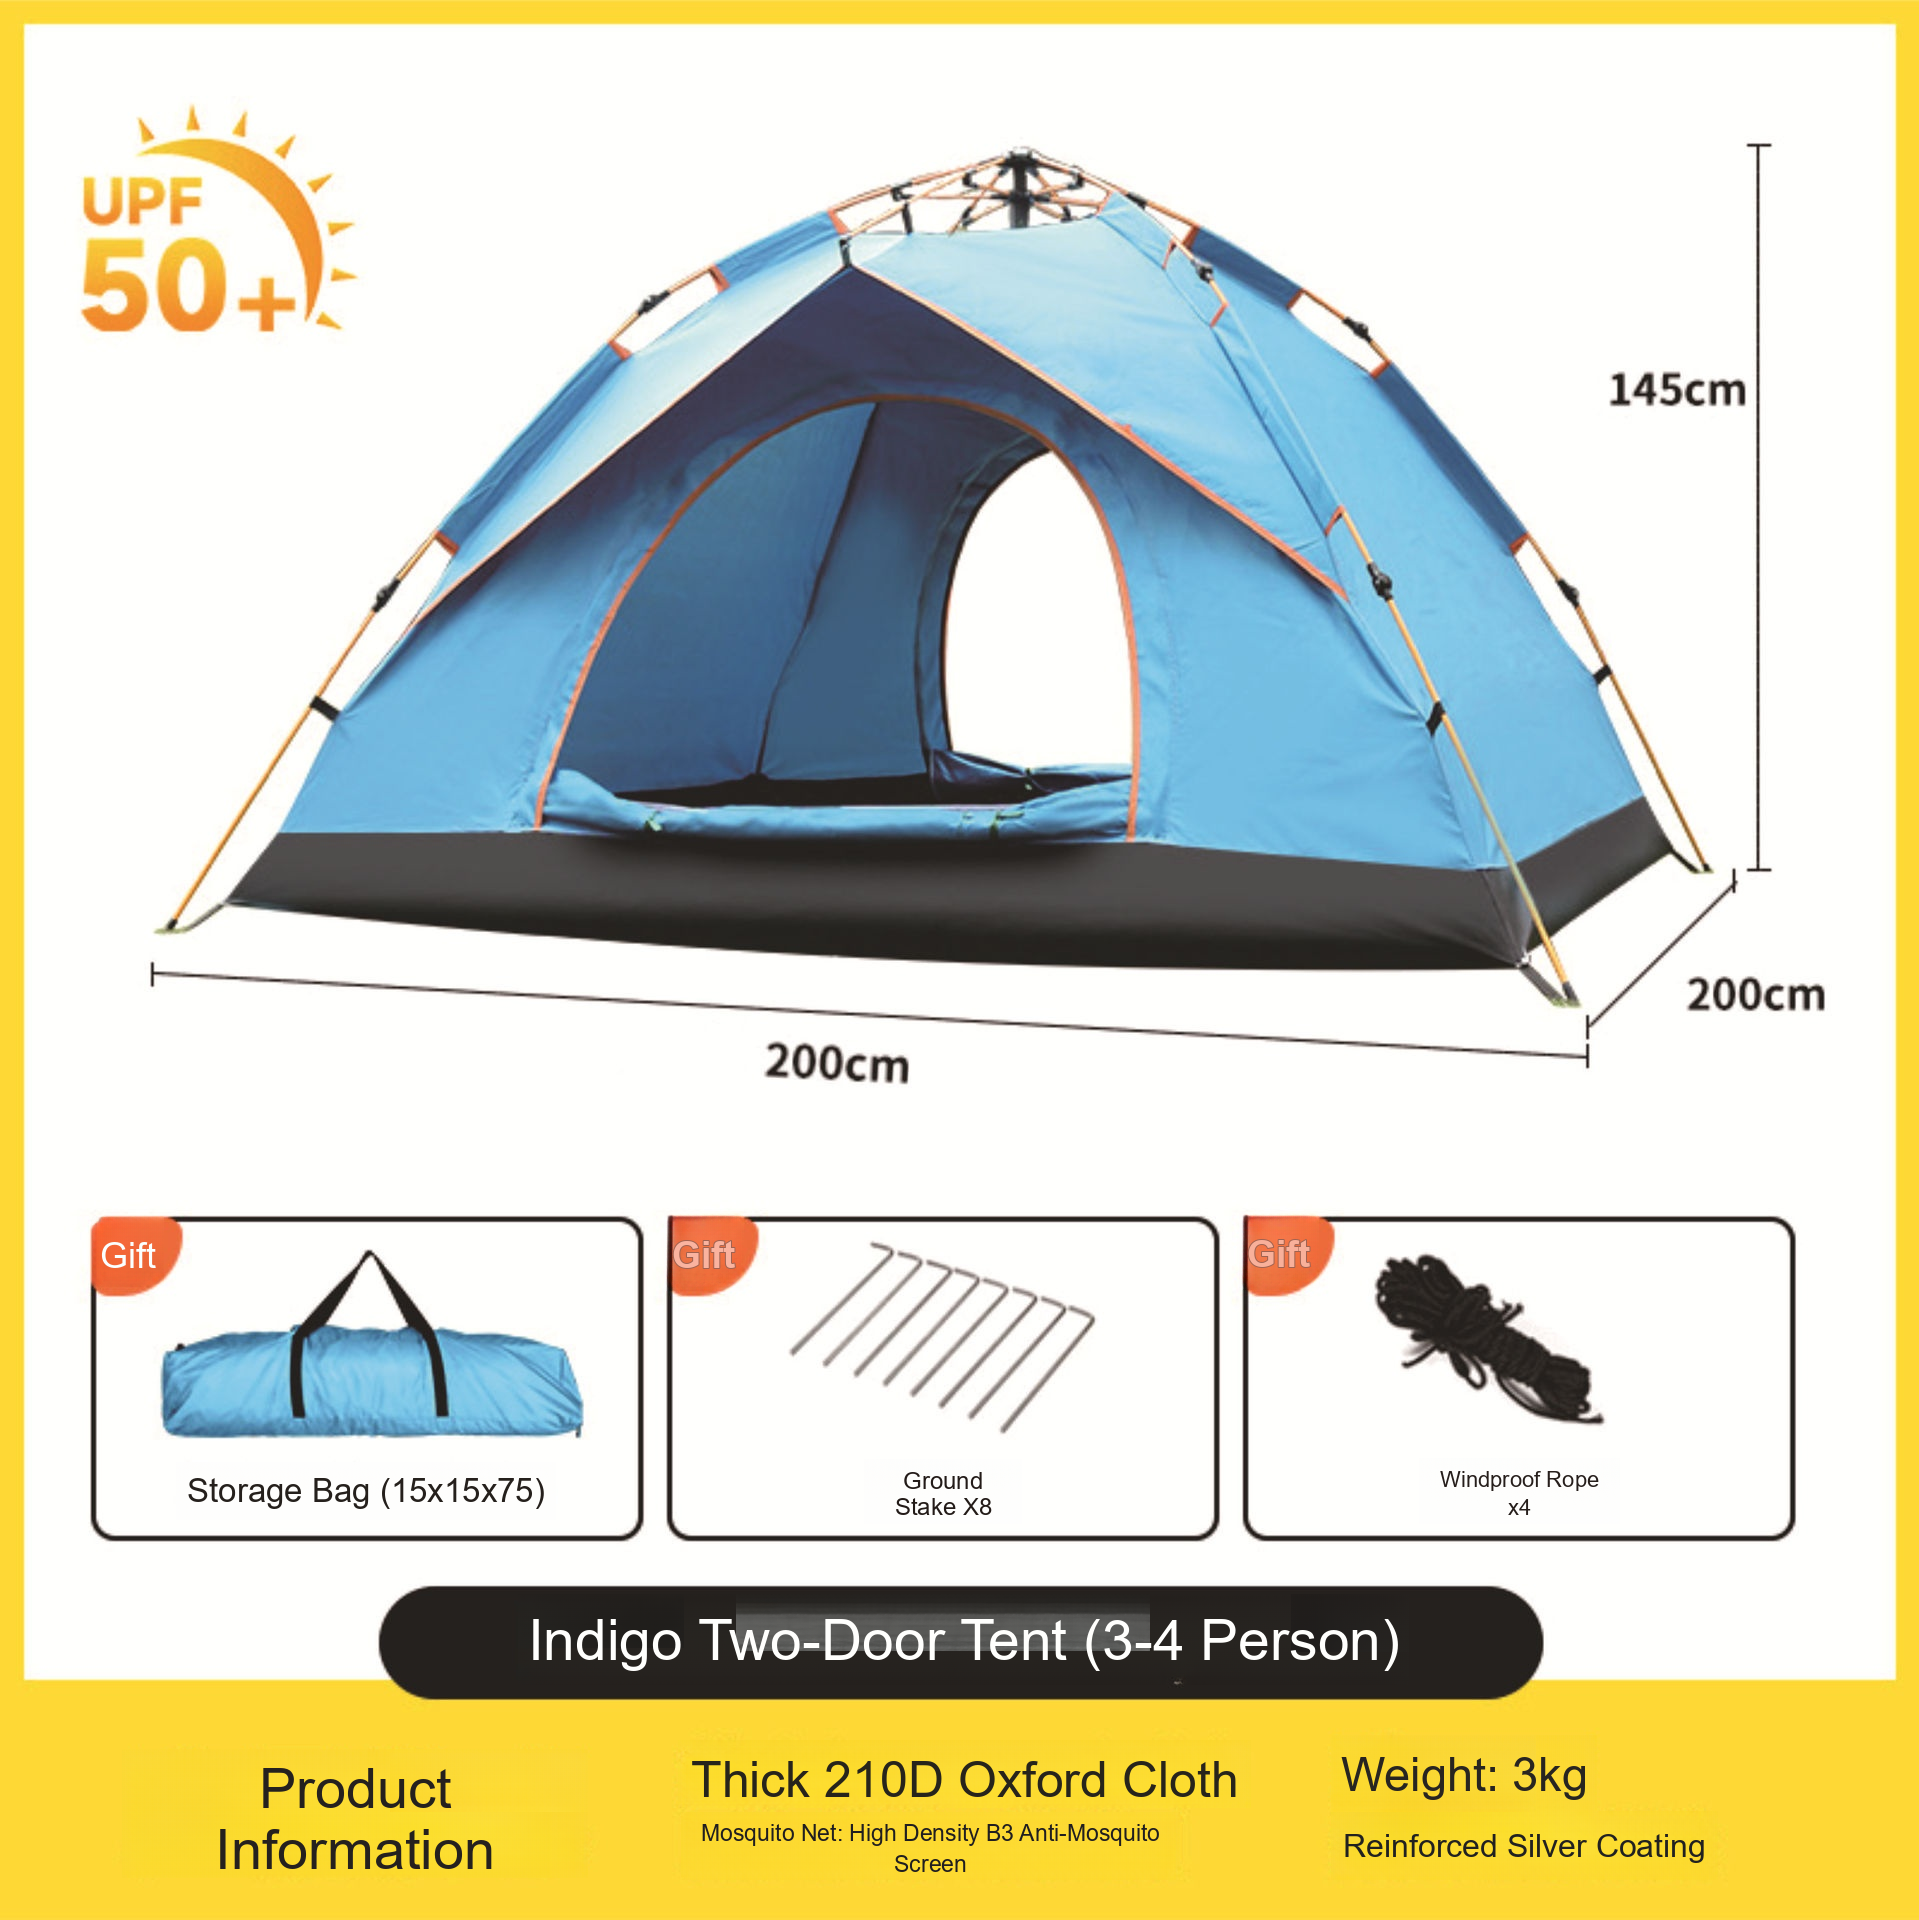 UPF
50+
145cm
200cm
200cm
Gift
Storage Bag (15x15x75)
Gift
Ground
Stake X8
Gift
Windproof Rope
x4
Indigo Two-Door Tent (3-4 Person)
Product
Information
Thick 210D Oxford Cloth
Mosquito Net: High Density B3 Anti-Mosquito
Screen
Weight: 3kg
Reinforced Silver Coating